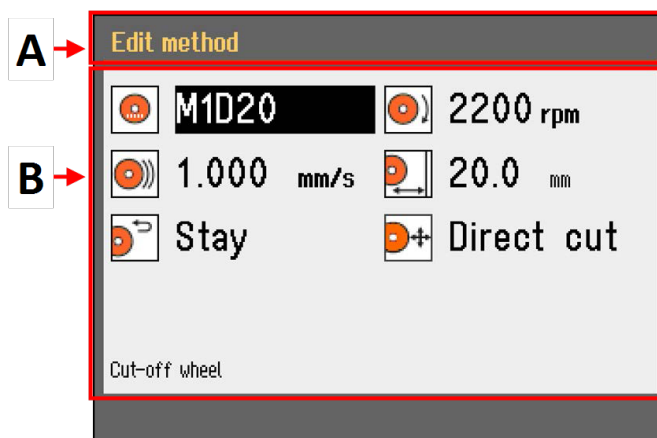 A
Edit method
M1D20 2200 rpm
B
1.000 mm/s 20.0 mm
Stay Direct cut
Cut-off wheel